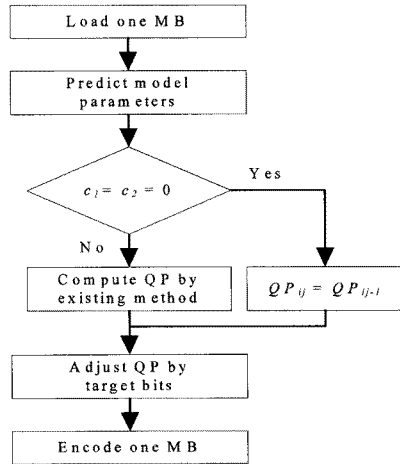 Load one MB
Predict model
parameters
c₁ = c₂ = 0
Yes
No
Compute QP by
existing method
QPᵢⱼ = QPᵢⱼ₋₁
Adjust QP by
target bits
Encode one MB